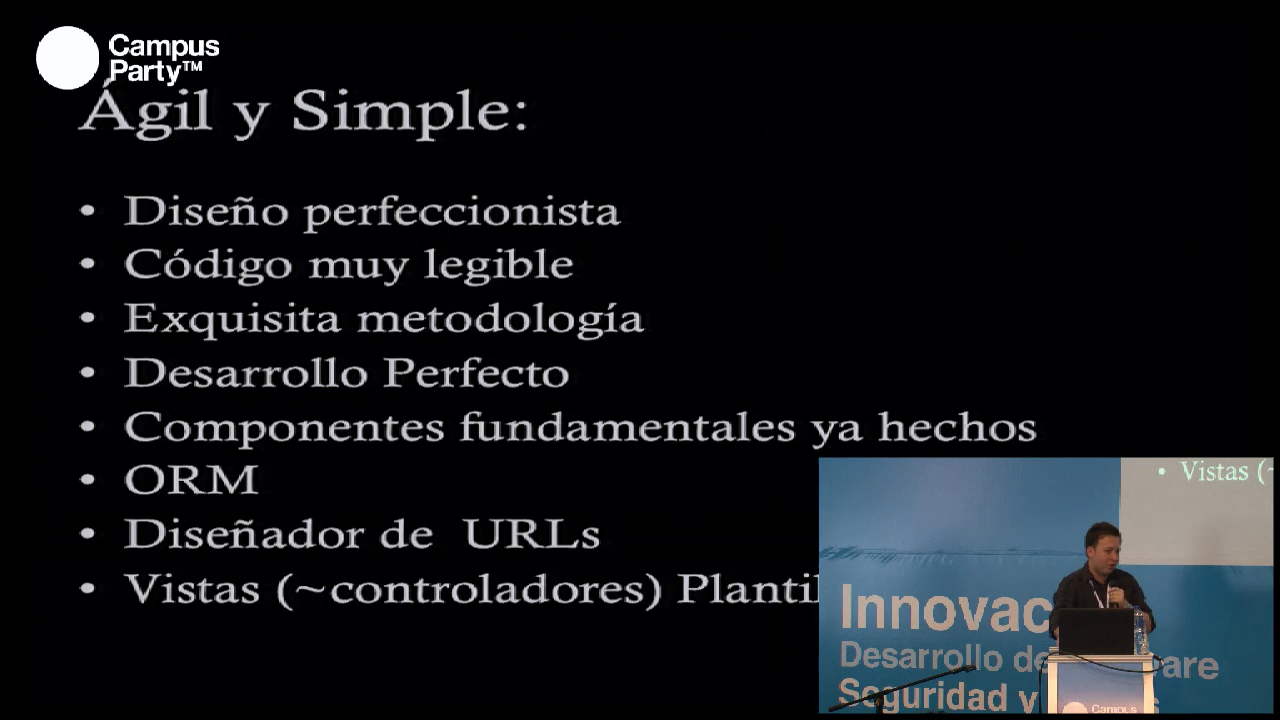 Campus
Party™
Ágil y Simple:
• Diseño perfeccionista
• Código muy legible
• Exquisita metodología
• Desarrollo Perfecto
• Componentes fundamentales ya hechos
• ORM
• Diseñador de URLs
• Vistas (~controladores) Plantil
• Vistas (~
Innovac
Desarrollo de are
Seguridad y s
Campus